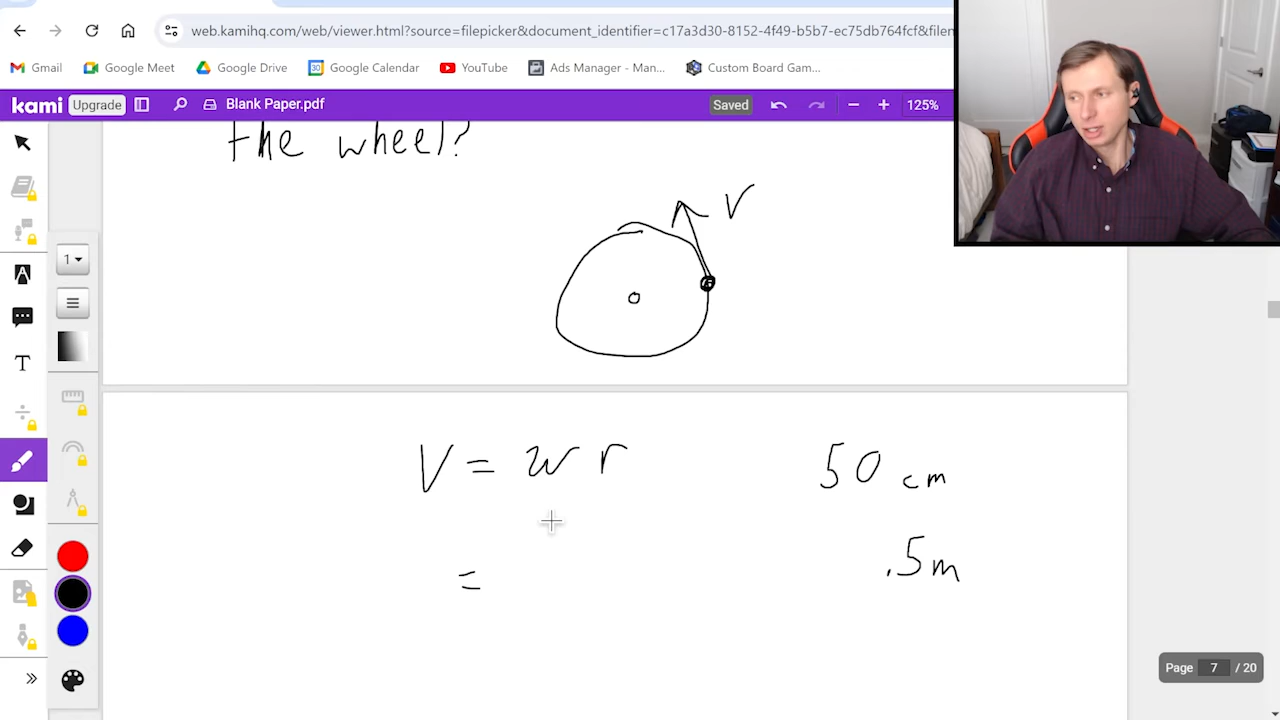 web.kamihq.com/web/viewer.html?source=filepicker&document_identifier=c17a3d30-8152-4f49-b5b7-ec75db764fcf&filen
Gmail Google Meet Google Drive Google Calendar YouTube Ads Manager - Man... Custom Board Gam...
kami Upgrade Blank Paper.pdf Saved 125%
the wheel?
V
1
V = w r 50 cm
= .5m
Page 7 / 20